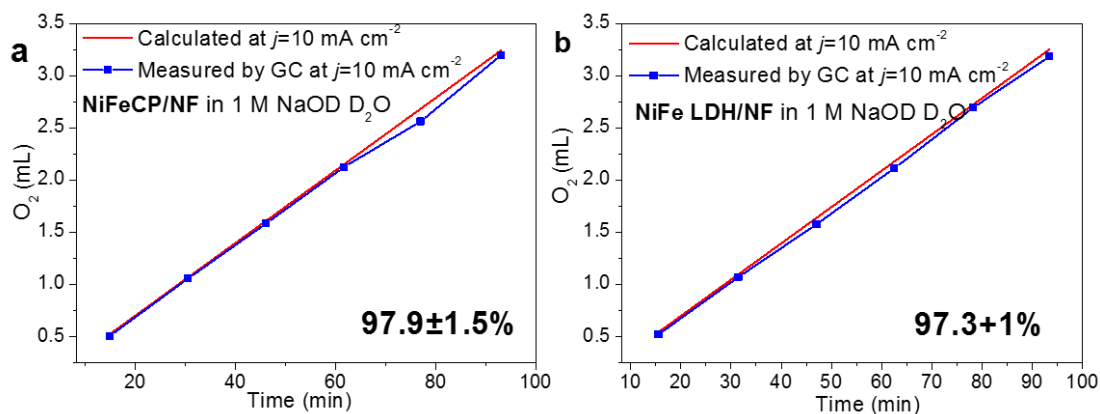 a
Calculated at j=10 mA cm⁻²
Measured by GC at j=10 mA cm⁻²
NiFeCP/NF in 1 M NaOD D₂O
97.9±1.5%
O₂ (mL)
3.5
3.0
2.5
2.0
1.5
1.0
0.5
20
40
60
80
100
Time (min)
b
Calculated at j=10 mA cm⁻²
Measured by GC at j=10 mA cm⁻²
NiFe LDH/NF in 1 M NaOD D₂O
97.3+1%
O₂ (mL)
3.5
3.0
2.5
2.0
1.5
1.0
0.5
10
20
30
40
50
60
70
80
90
100
Time (min)